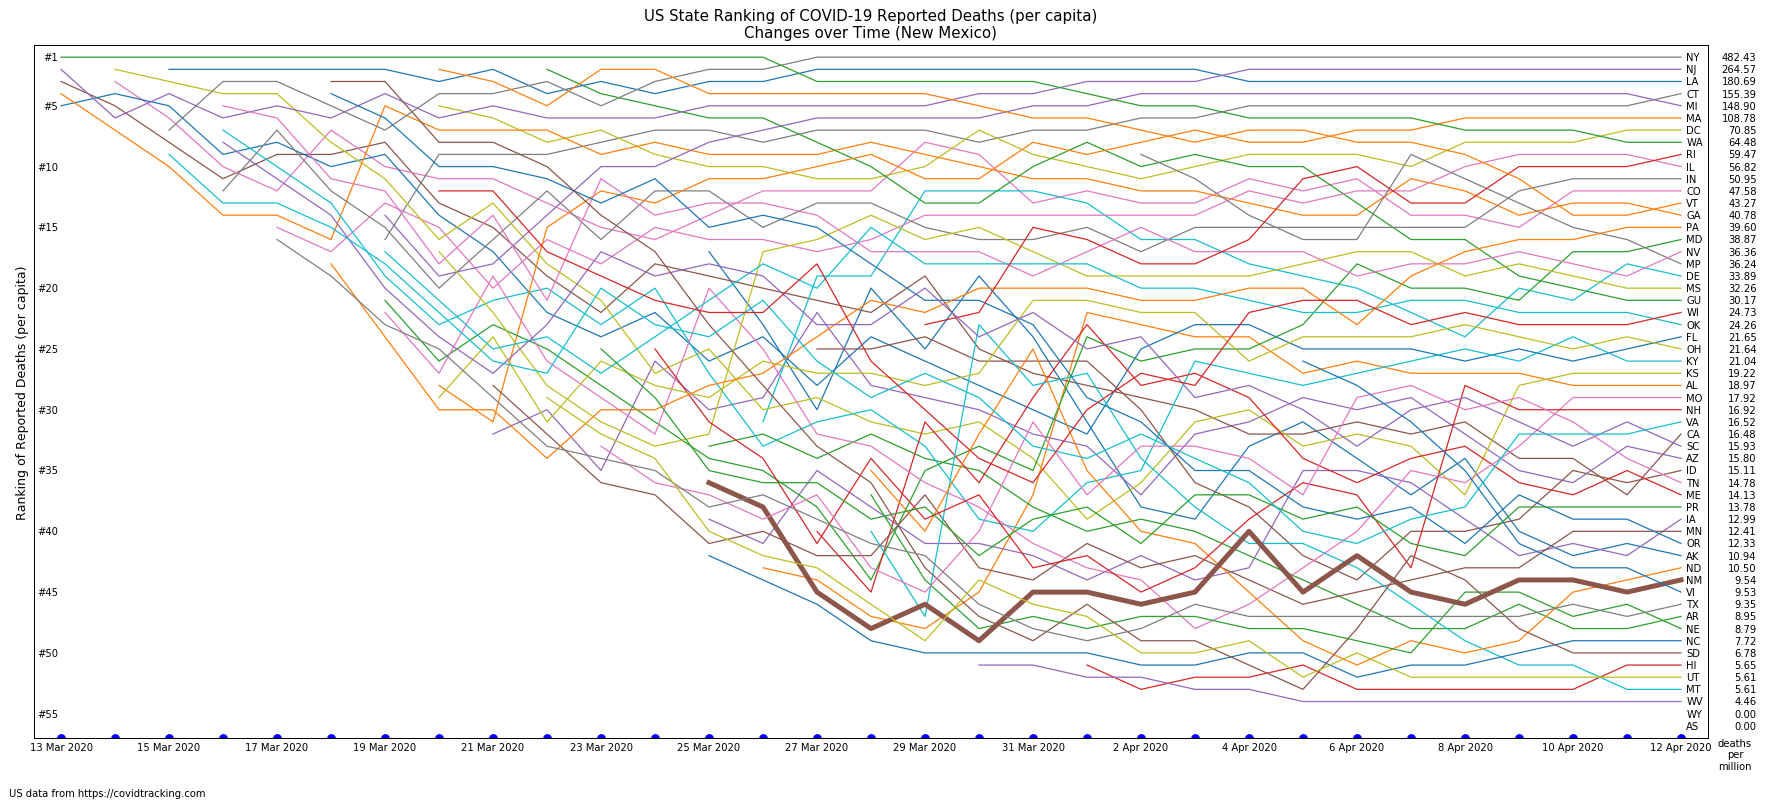 US State Ranking of COVID-19 Reported Deaths (per capita)
Changes over Time (New Mexico)
Ranking of Reported Deaths (per capita)
#1
#5
#10
#15
#20
#25
#30
#35
#40
#45
#50
#55
NY 482.43
NJ 264.57
LA 180.69
CT 155.39
MI 148.90
MA 108.78
DC 70.85
WA 64.48
RI 59.47
IL 56.82
IN 50.95
CO 47.58
VT 43.27
GA 40.78
PA 39.60
MD 38.87
NV 36.36
MP 36.24
DE 33.89
MS 32.26
GU 30.17
WI 24.73
OK 24.26
FL 21.65
OH 21.64
KY 21.04
KS 19.22
AL 18.97
MO 17.92
NH 16.92
VA 16.52
CA 16.48
SC 15.93
AZ 15.80
ID 15.11
TN 14.78
ME 14.13
PR 13.78
IA 12.99
MN 12.41
OR 12.33
AK 10.94
ND 10.50
NM 9.54
VI 9.53
TX 9.35
AR 8.95
NE 8.79
NC 7.72
SD 6.78
HI 5.65
UT 5.61
MT 5.61
WV 4.46
WY 0.00
AS 0.00
13 Mar 2020 15 Mar 2020 17 Mar 2020 19 Mar 2020 21 Mar 2020 23 Mar 2020 25 Mar 2020 27 Mar 2020 29 Mar 2020 31 Mar 2020 2 Apr 2020 4 Apr 2020 6 Apr 2020 8 Apr 2020 10 Apr 2020 12 Apr 2020
deaths
per
million
US data from https://covidtracking.com